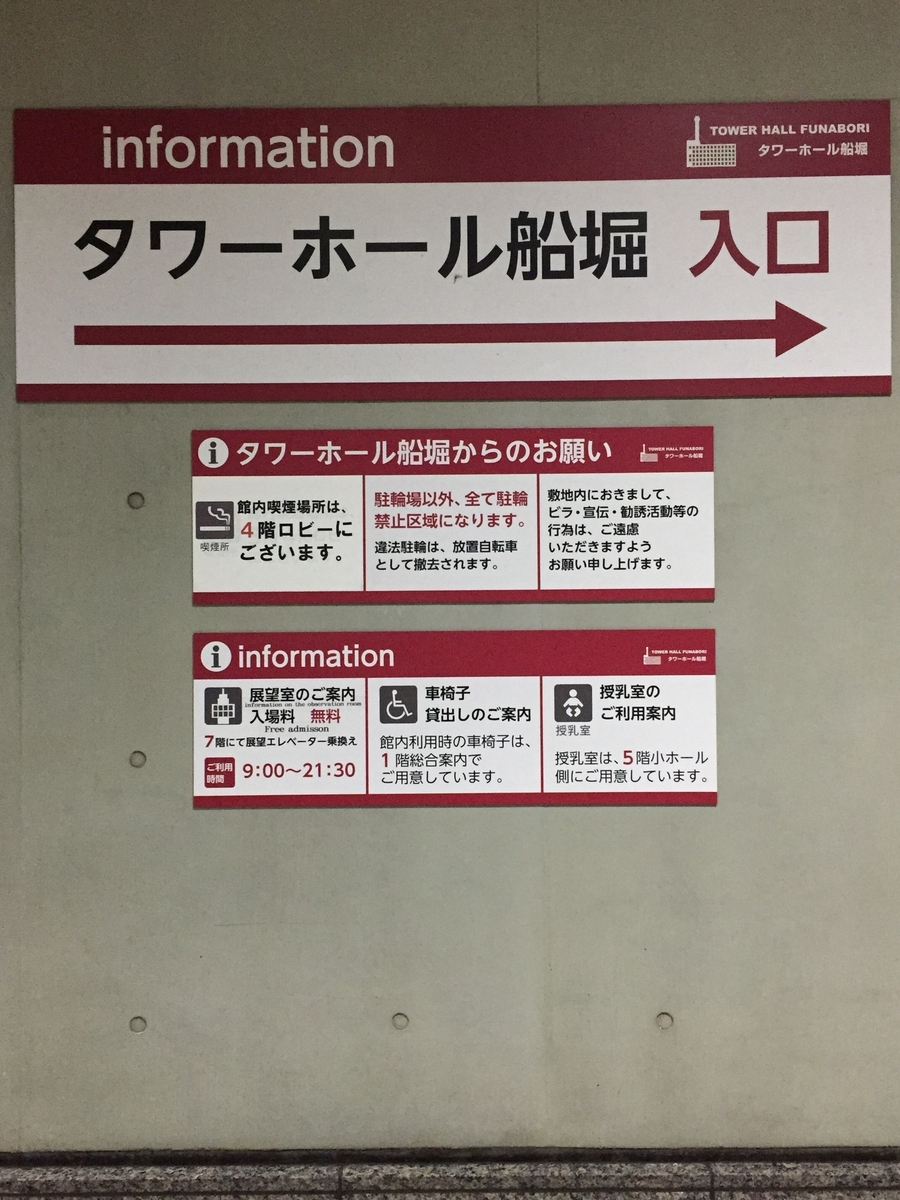 information
TOWER HALL FUNABORI
タワーホール船堀
タワーホール船堀 入口
タワーホール船堀からのお願い
TOWER HALL FUNABORI
タワーホール船堀
館内喫煙場所は、
4階ロビーに
ございます。
喫煙所
駐輪場以外、全て駐輪
禁止区域になります。
違法駐輪は、放置自転車
として撤去されます。
敷地内におきまして、
ビラ・宣伝・勧誘活動等の
行為は、ご遠慮
いただきますよう
お願い申し上げます。
i information
TOWER HALL FUNABORI
タワーホール船堀
展望室のご案内
information on the observation room
入場料 無料
Free admisson
7階にて展望エレベーター乗換え
ご利用
時間
9:00〜21:30
車椅子
貸出しのご案内
館内利用時の車椅子は、
1階総合案内で
ご用意しています。
授乳室の
ご利用案内
授乳室
授乳室は、5階小ホール
側にご用意しています。